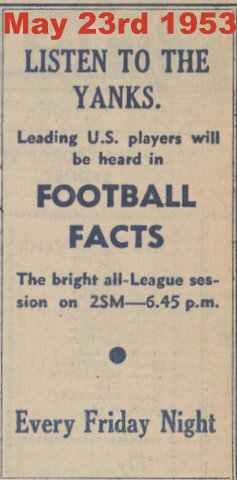 May 23rd 1953
LISTEN TO THE
YANKS.
Leading U.S. players will
be heard in
FOOTBALL
FACTS
The bright all-League ses-
sion on 2SM—6.45 p.m.
Every Friday Night